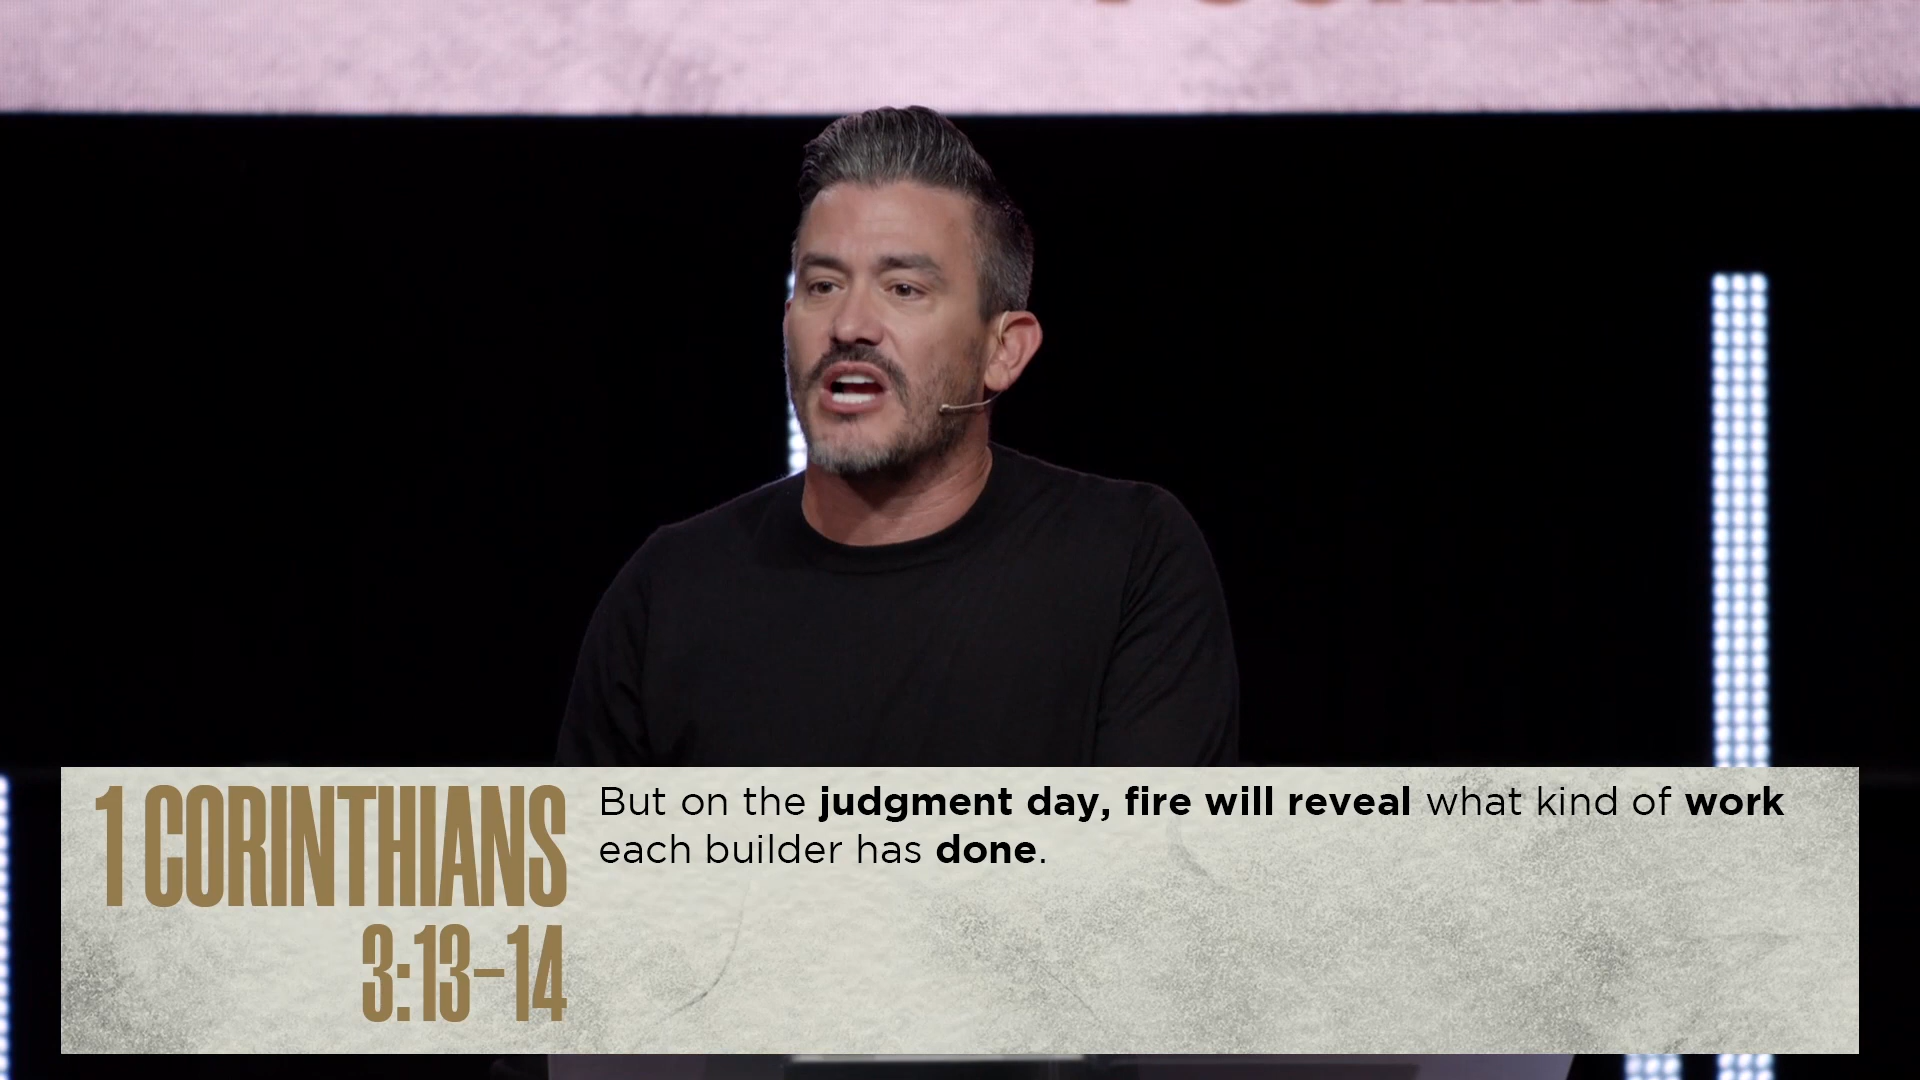 1 CORINTHIANS
3:13–14
But on the judgment day, fire will reveal what kind of work
each builder has done.